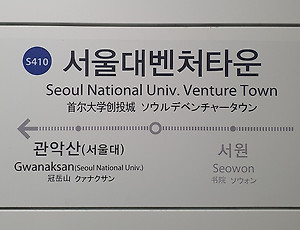 S410 서울대벤처타운
Seoul National Univ. Venture Town
首尔大学创投城 ソウルデベンチャータウン
관악산(서울대) 서원
Gwanaksan(Seoul National Univ.) Seowon
冠岳山 クァナクサン 书院 ソウォン